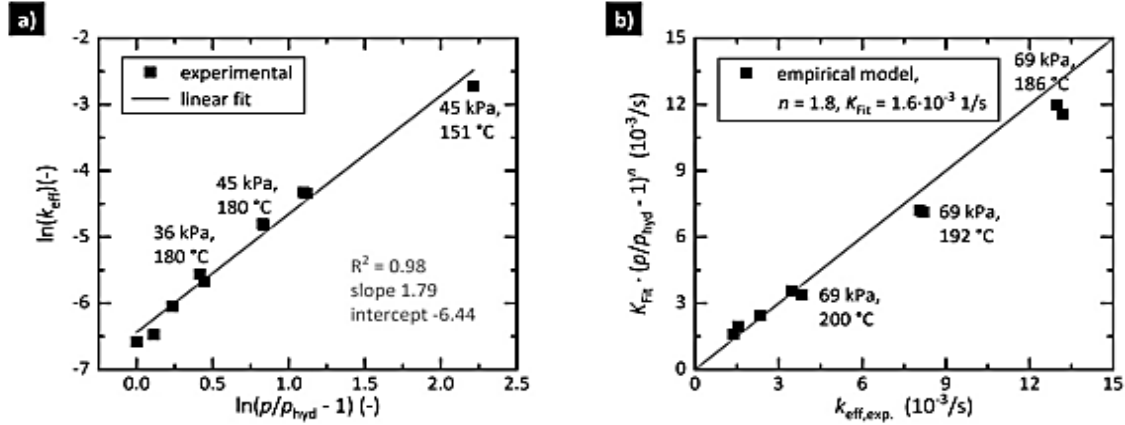 a)
-2
-3
-4
-5
-6
-7
ln(k_eff)(-)
experimental
linear fit
45 kPa,
151 °C
45 kPa,
180 °C
36 kPa,
180 °C
R² = 0.98
slope 1.79
intercept -6.44
0.0 0.5 1.0 1.5 2.0 2.5
ln(p/p_hyd - 1) (-)
b)
15
12
9
6
3
0
K_Fit · (p/p_hyd - 1)ⁿ (10⁻³/s)
empirical model,
n = 1.8, K_Fit = 1.6·10⁻³ 1/s
69 kPa,
186 °C
69 kPa,
192 °C
69 kPa,
200 °C
0 3 6 9 12 15
k_eff,exp. (10⁻³/s)